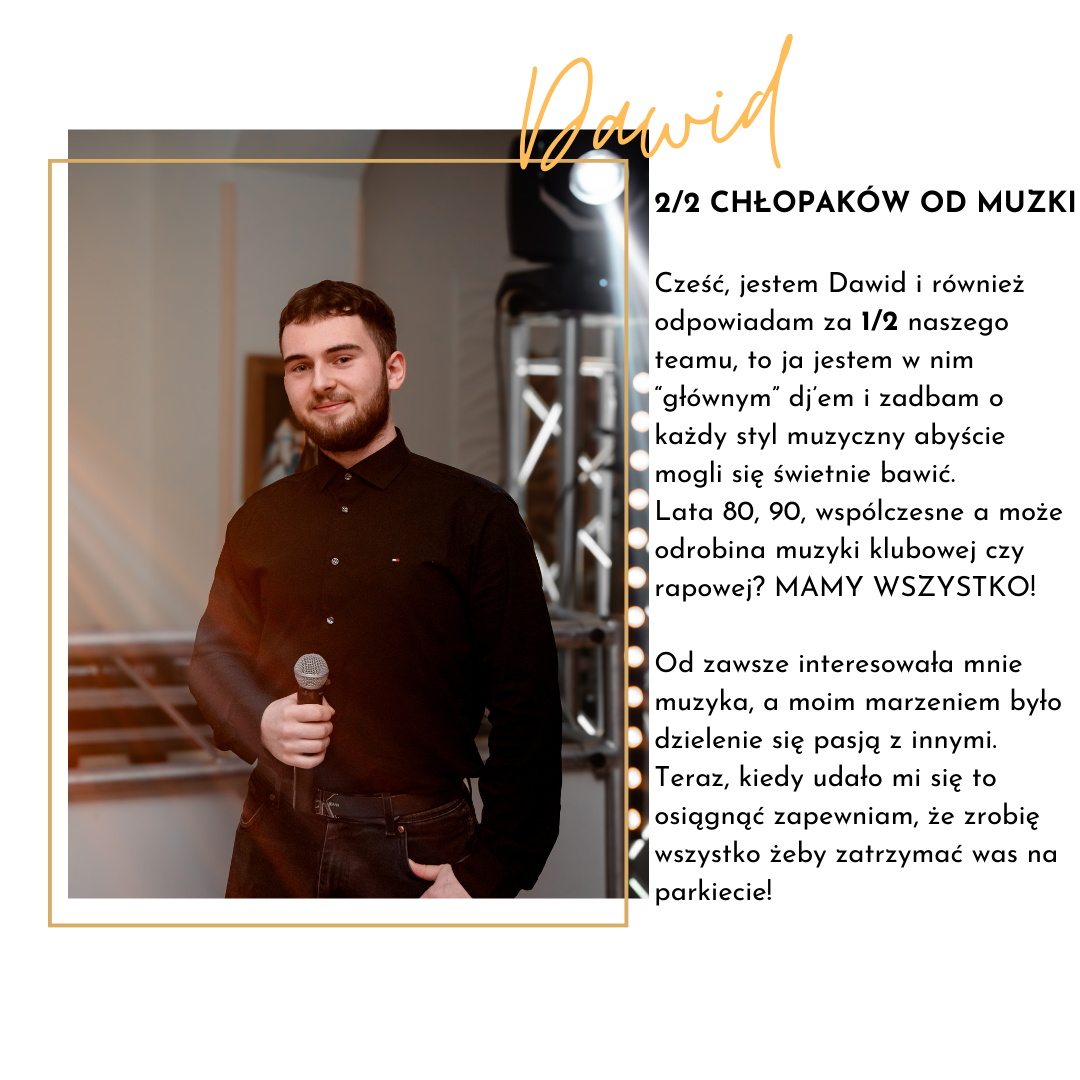 Dawid
2/2 CHŁOPAKÓW OD MUZKI
Cześć, jestem Dawid i również
odpowiadam za 1/2 naszego
teamu, to ja jestem w nim
“głównym” dj’em i zadbam o
każdy styl muzyczny abyście
mogli się świetnie bawić.
Lata 80, 90, wspólczesne a może
odrobina muzyki klubowej czy
rapowej? MAMY WSZYSTKO!
Od zawsze interesowała mnie
muzyka, a moim marzeniem było
dzielenie się pasją z innymi.
Teraz, kiedy udało mi się to
osiągnąć zapewniam, że zrobię
wszystko żeby zatrzymać was na
parkiecie!